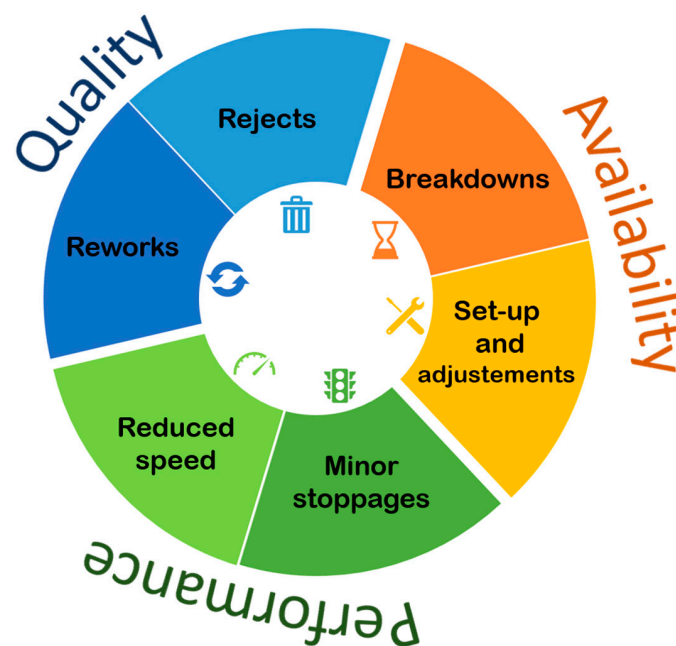 Quality
Availability
Performance
Rejects
Breakdowns
Set-up
and
adjustements
Minor
stoppages
Reduced
speed
Reworks